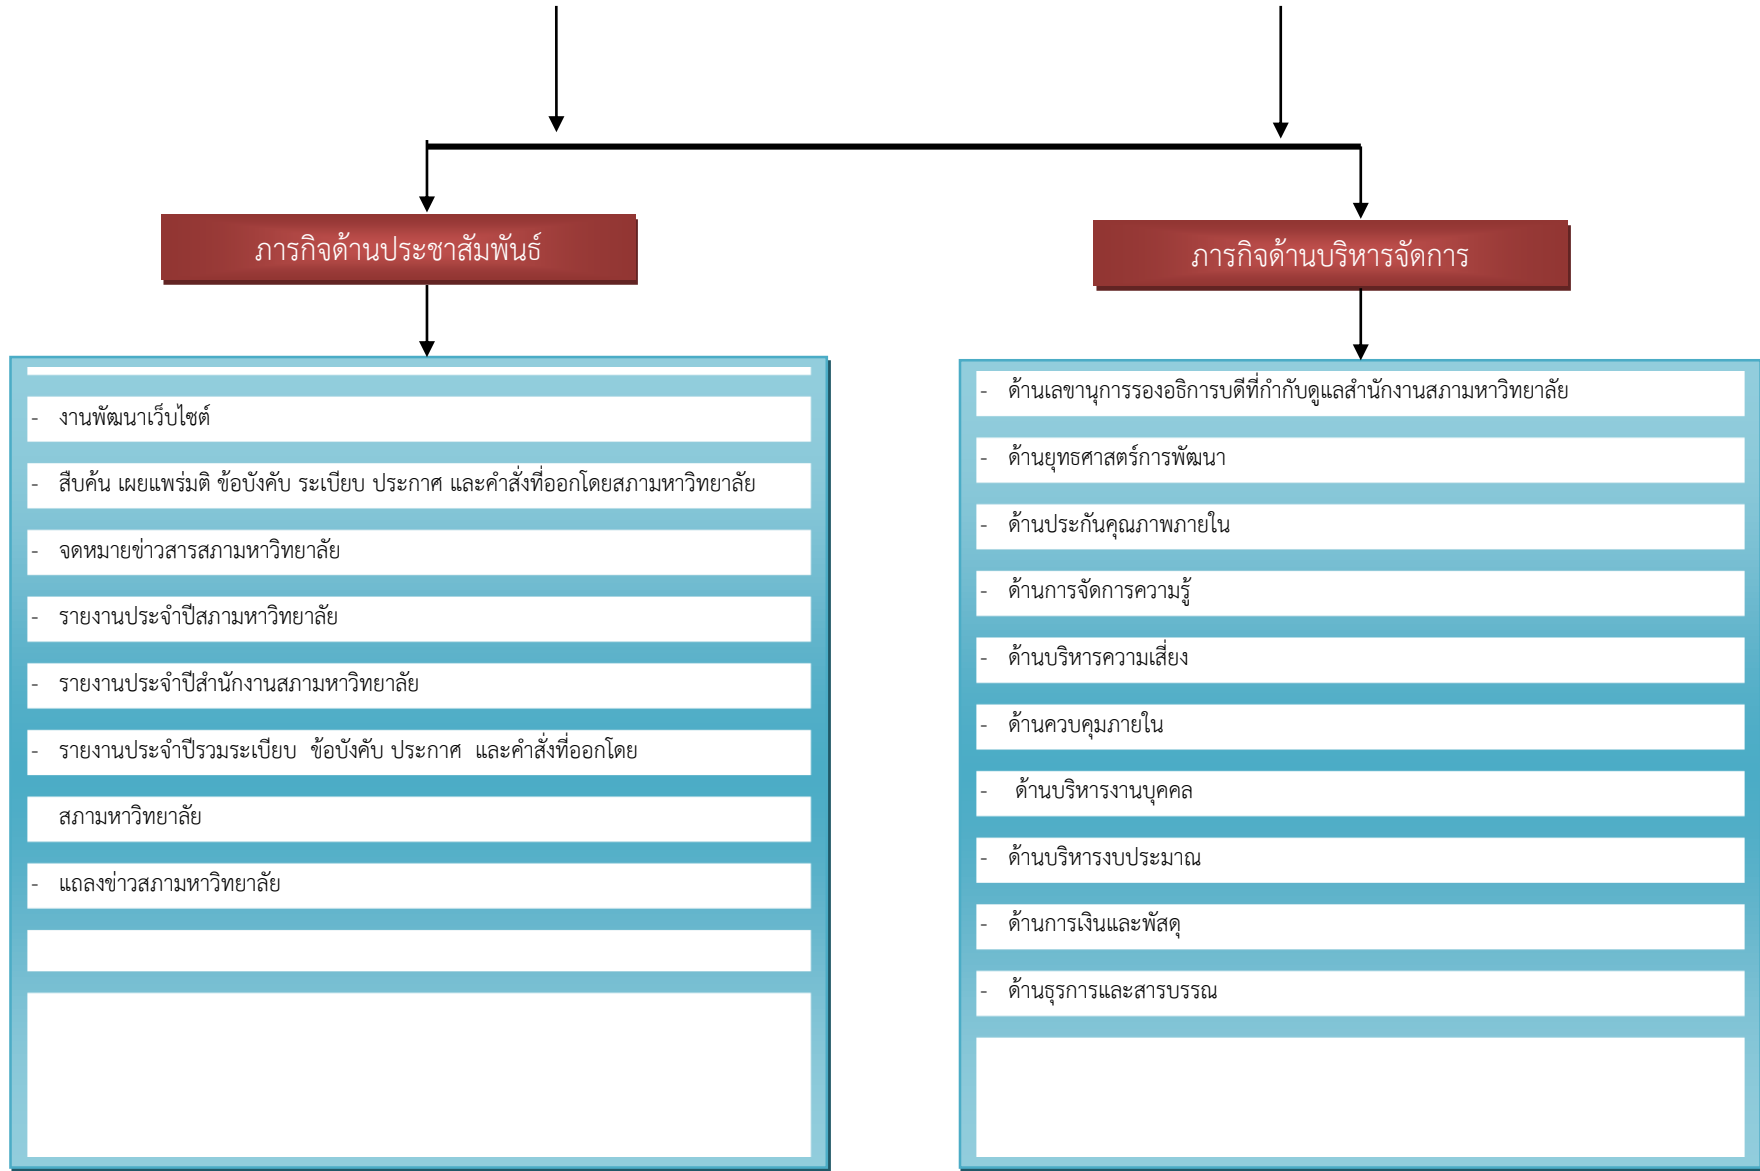 ภารกิจด้านประชาสัมพันธ์
- งานพัฒนาเว็บไซต์
- สืบค้น เผยแพร่มติ ข้อบังคับ ระเบียบ ประกาศ และคำสั่งที่ออกโดยสภามหาวิทยาลัย
- จดหมายข่าวสารสภามหาวิทยาลัย
- รายงานประจำปีสภามหาวิทยาลัย
- รายงานประจำปีสำนักงานสภามหาวิทยาลัย
- รายงานประจำปีรวมระเบียบ ข้อบังคับ ประกาศ และคำสั่งที่ออกโดย
สภามหาวิทยาลัย
- แถลงข่าวสภามหาวิทยาลัย
ภารกิจด้านบริหารจัดการ
- ด้านเลขานุการรองอธิการบดีที่กำกับดูแลสำนักงานสภามหาวิทยาลัย
- ด้านยุทธศาสตร์การพัฒนา
- ด้านประกันคุณภาพภายใน
- ด้านการจัดการความรู้
- ด้านบริหารความเสี่ยง
- ด้านควบคุมภายใน
- ด้านบริหารงานบุคคล
- ด้านบริหารงบประมาณ
- ด้านการเงินและพัสดุ
- ด้านธุรการและสารบรรณ